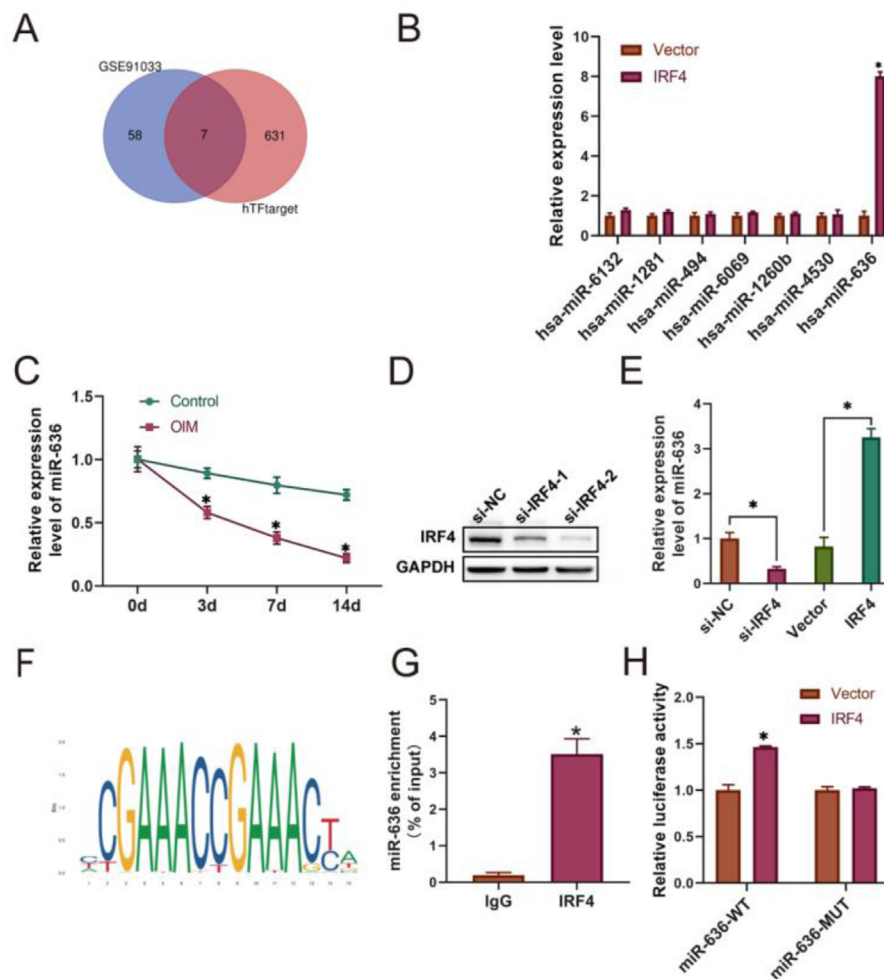 A
GSE91033
58
7
631
hTFtarget
B
Relative expression level
10
8
6
4
2
0
Vector
IRF4
*
hsa-miR-6132
hsa-miR-1281
hsa-miR-494
hsa-miR-6069
hsa-miR-1260b
hsa-miR-4530
hsa-miR-636
C
Relative expression
level of miR-636
1.5
1.0
0.5
0.0
Control
OIM
*
*
*
0d
3d
7d
14d
D
si-NC
si-IRF4-1
si-IRF4-2
IRF4
GAPDH
E
Relative expression
level of miR-636
4
3
2
1
0
*
*
si-NC
si-IRF4
Vector
IRF4
F
CGAAACCGAAAC
G
miR-636 enrichment
(% of input)
5
4
3
2
1
0
*
IgG
IRF4
H
Relative luciferase activity
2.0
1.5
1.0
0.5
0.0
Vector
IRF4
*
miR-636-WT
miR-636-MUT